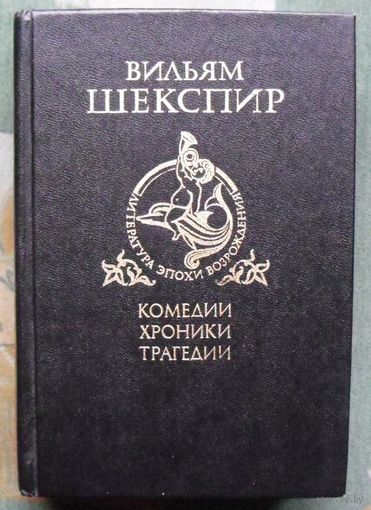 ВИЛЬЯМ
ШЕКСПИР
ЛИТЕРАТУРА ЭПОХИ ВОЗРОЖДЕНИЯ
КОМЕДИИ
ХРОНИКИ
ТРАГЕДИИ